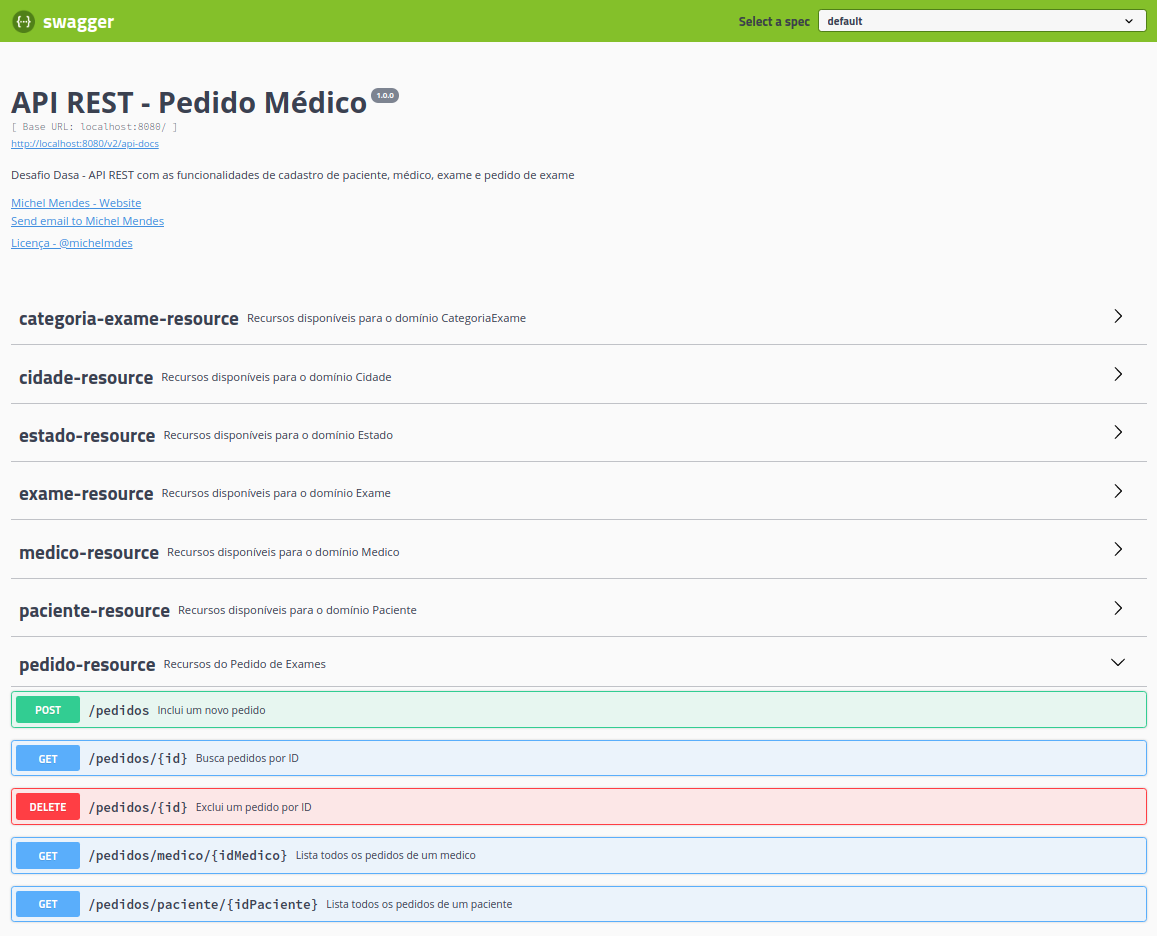 swagger Select a spec default
API REST - Pedido Médico 1.0.0
[ Base URL: localhost:8080/ ]
http://localhost:8080/v2/api-docs
Desafio Dasa - API REST com as funcionalidades de cadastro de paciente, médico, exame e pedido de exame
Michel Mendes - Website
Send email to Michel Mendes
Licença - @michelmdes
categoria-exame-resource Recursos disponíveis para o domínio CategoriaExame
cidade-resource Recursos disponíveis para o domínio Cidade
estado-resource Recursos disponíveis para o domínio Estado
exame-resource Recursos disponíveis para o domínio Exame
medico-resource Recursos disponíveis para o domínio Medico
paciente-resource Recursos disponíveis para o domínio Paciente
pedido-resource Recursos do Pedido de Exames
POST /pedidos Inclui um novo pedido
GET /pedidos/{id} Busca pedidos por ID
DELETE /pedidos/{id} Exclui um pedido por ID
GET /pedidos/medico/{idMedico} Lista todos os pedidos de um medico
GET /pedidos/paciente/{idPaciente} Lista todos os pedidos de um paciente